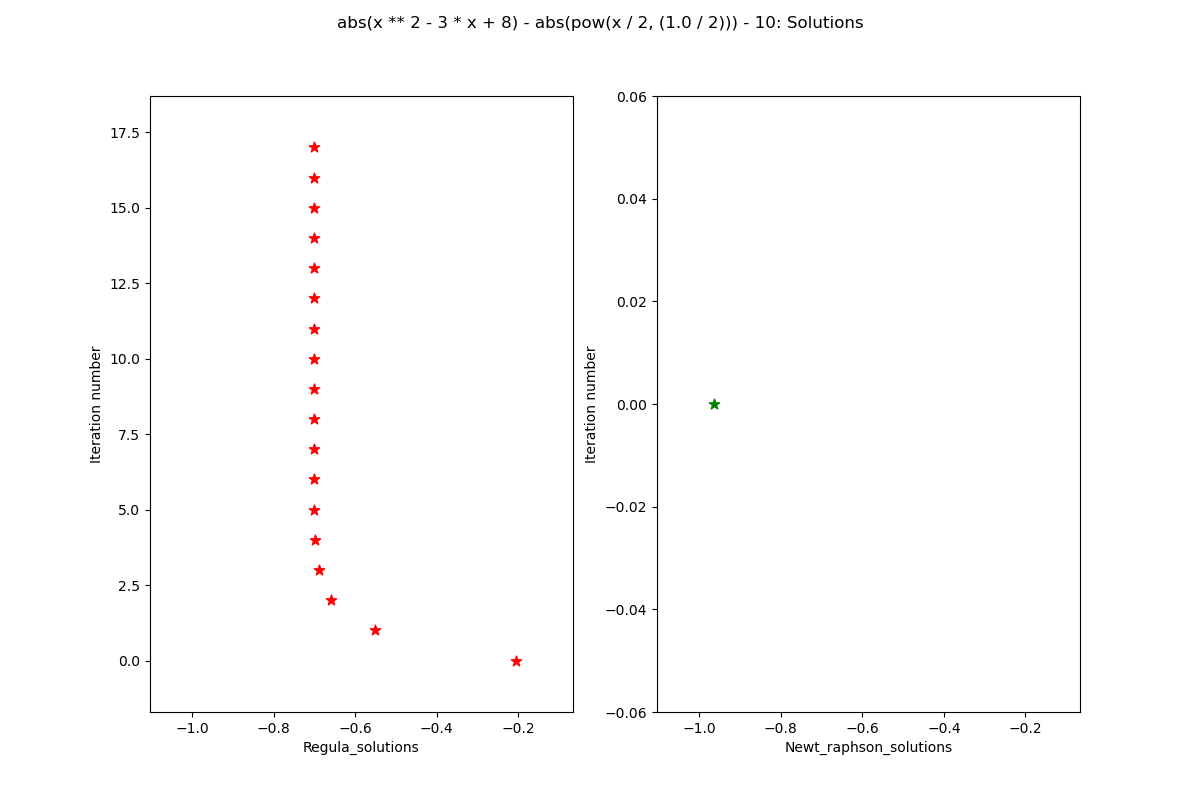 abs(x ** 2 - 3 * x + 8) - abs(pow(x / 2, (1.0 / 2))) - 10: Solutions
17.5
15.0
12.5
10.0
7.5
5.0
2.5
0.0
Iteration number
−1.0 −0.8 −0.6 −0.4 −0.2
Regula_solutions
0.06
0.04
0.02
0.00
−0.02
−0.04
−0.06
Iteration number
−1.0 −0.8 −0.6 −0.4 −0.2
Newt_raphson_solutions